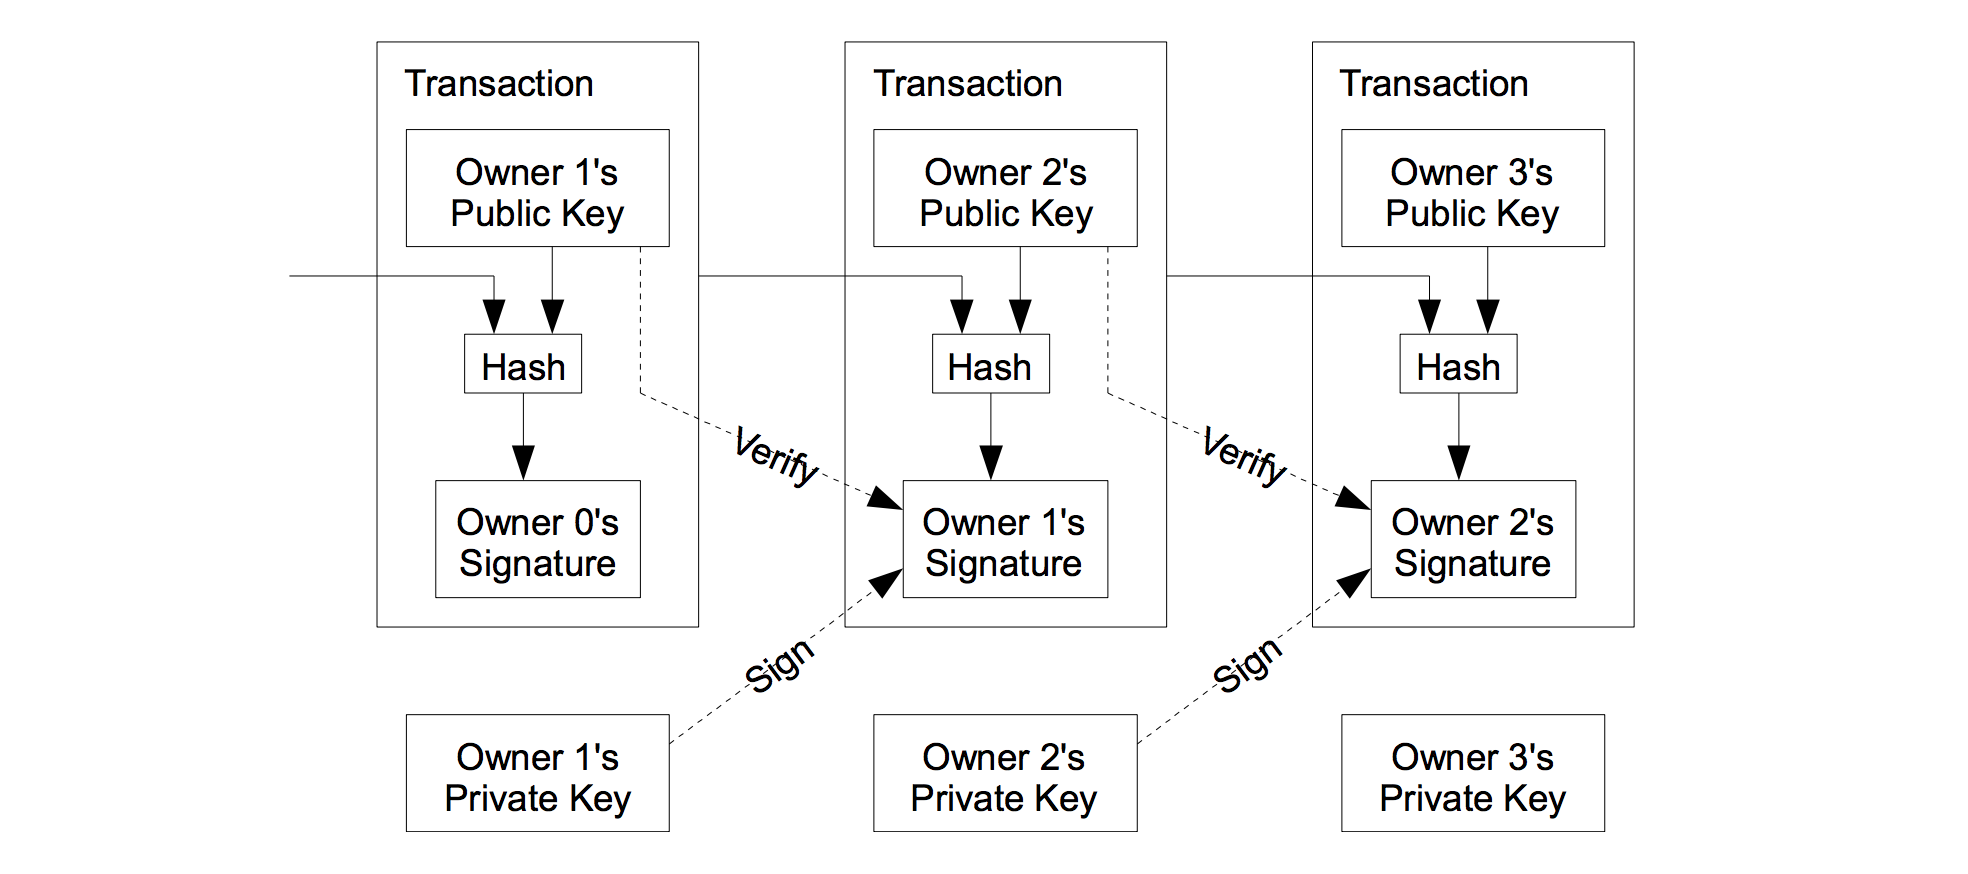 Transaction
Owner 1's
Public Key
Hash
Owner 0's
Signature
Transaction
Owner 2's
Public Key
Hash
Verify
Owner 1's
Signature
Sign
Transaction
Owner 3's
Public Key
Hash
Verify
Owner 2's
Signature
Sign
Owner 1's
Private Key
Owner 2's
Private Key
Owner 3's
Private Key